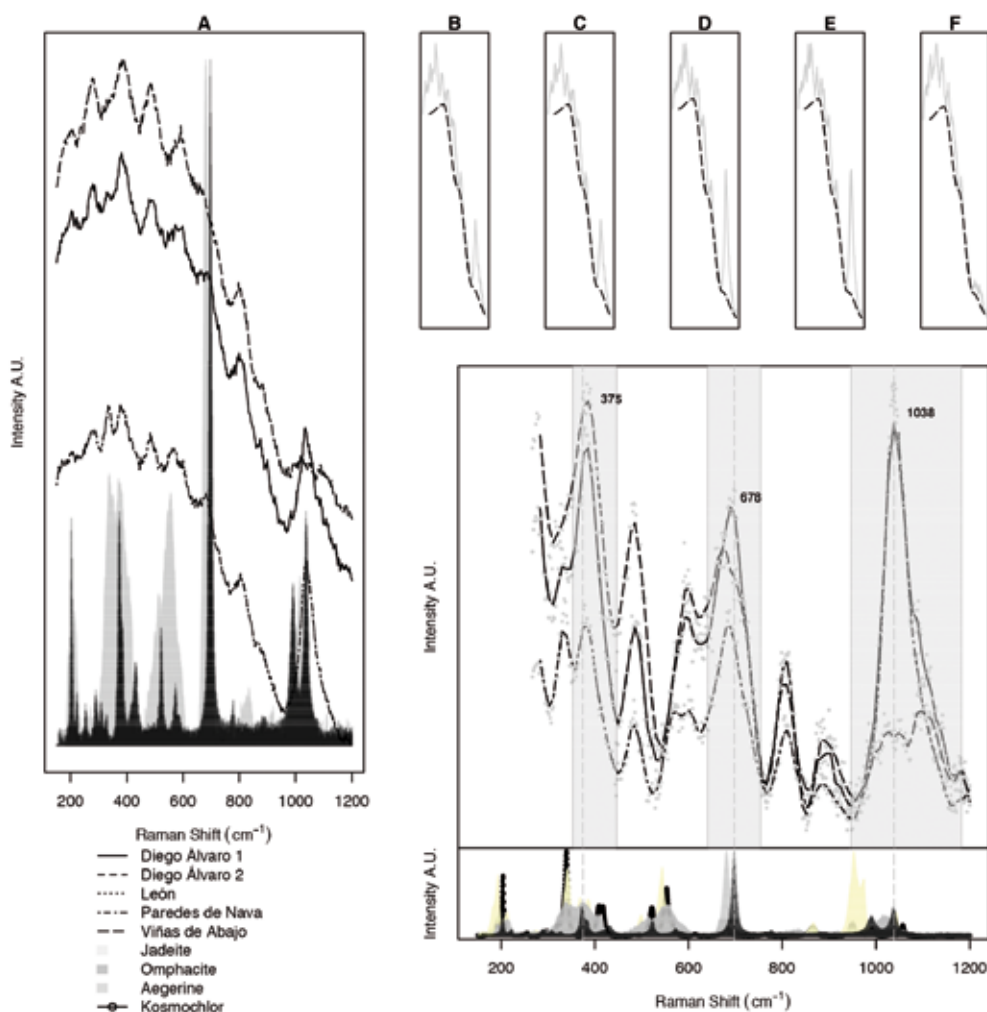 A
B C D E F
Intensity A.U.
200 400 600 800 1000 1200
Raman Shift (cm⁻¹)
Diego Álvaro 1
Diego Álvaro 2
León
Paredes de Nava
Viñas de Abajo
Jadeite
Omphacite
Aegerine
Kosmochlor
375
678
1038
Intensity A.U.
Intensity A.U.
200 400 600 800 1000 1200
Raman Shift (cm⁻¹)